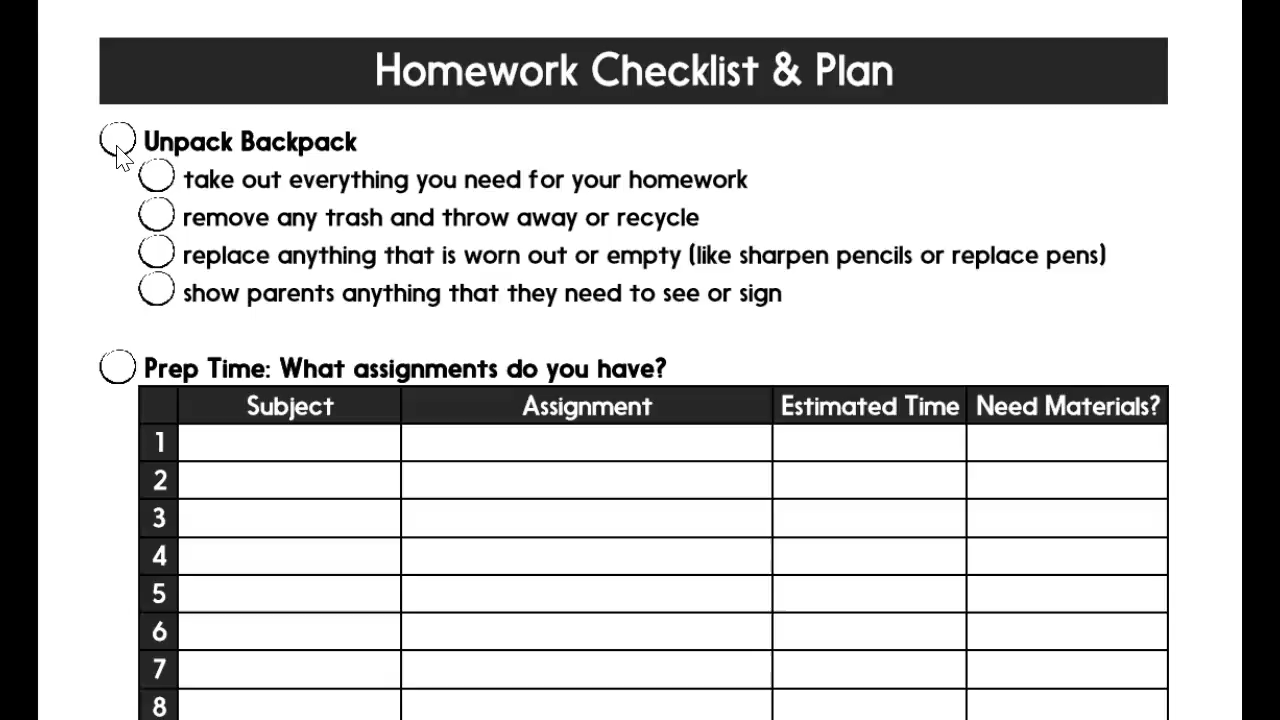 Homework Checklist & Plan
Unpack Backpack
take out everything you need for your homework
remove any trash and throw away or recycle
replace anything that is worn out or empty (like sharpen pencils or replace pens)
show parents anything that they need to see or sign
Prep Time: What assignments do you have?
Subject Assignment Estimated Time Need Materials?
1
2
3
4
5
6
7
8